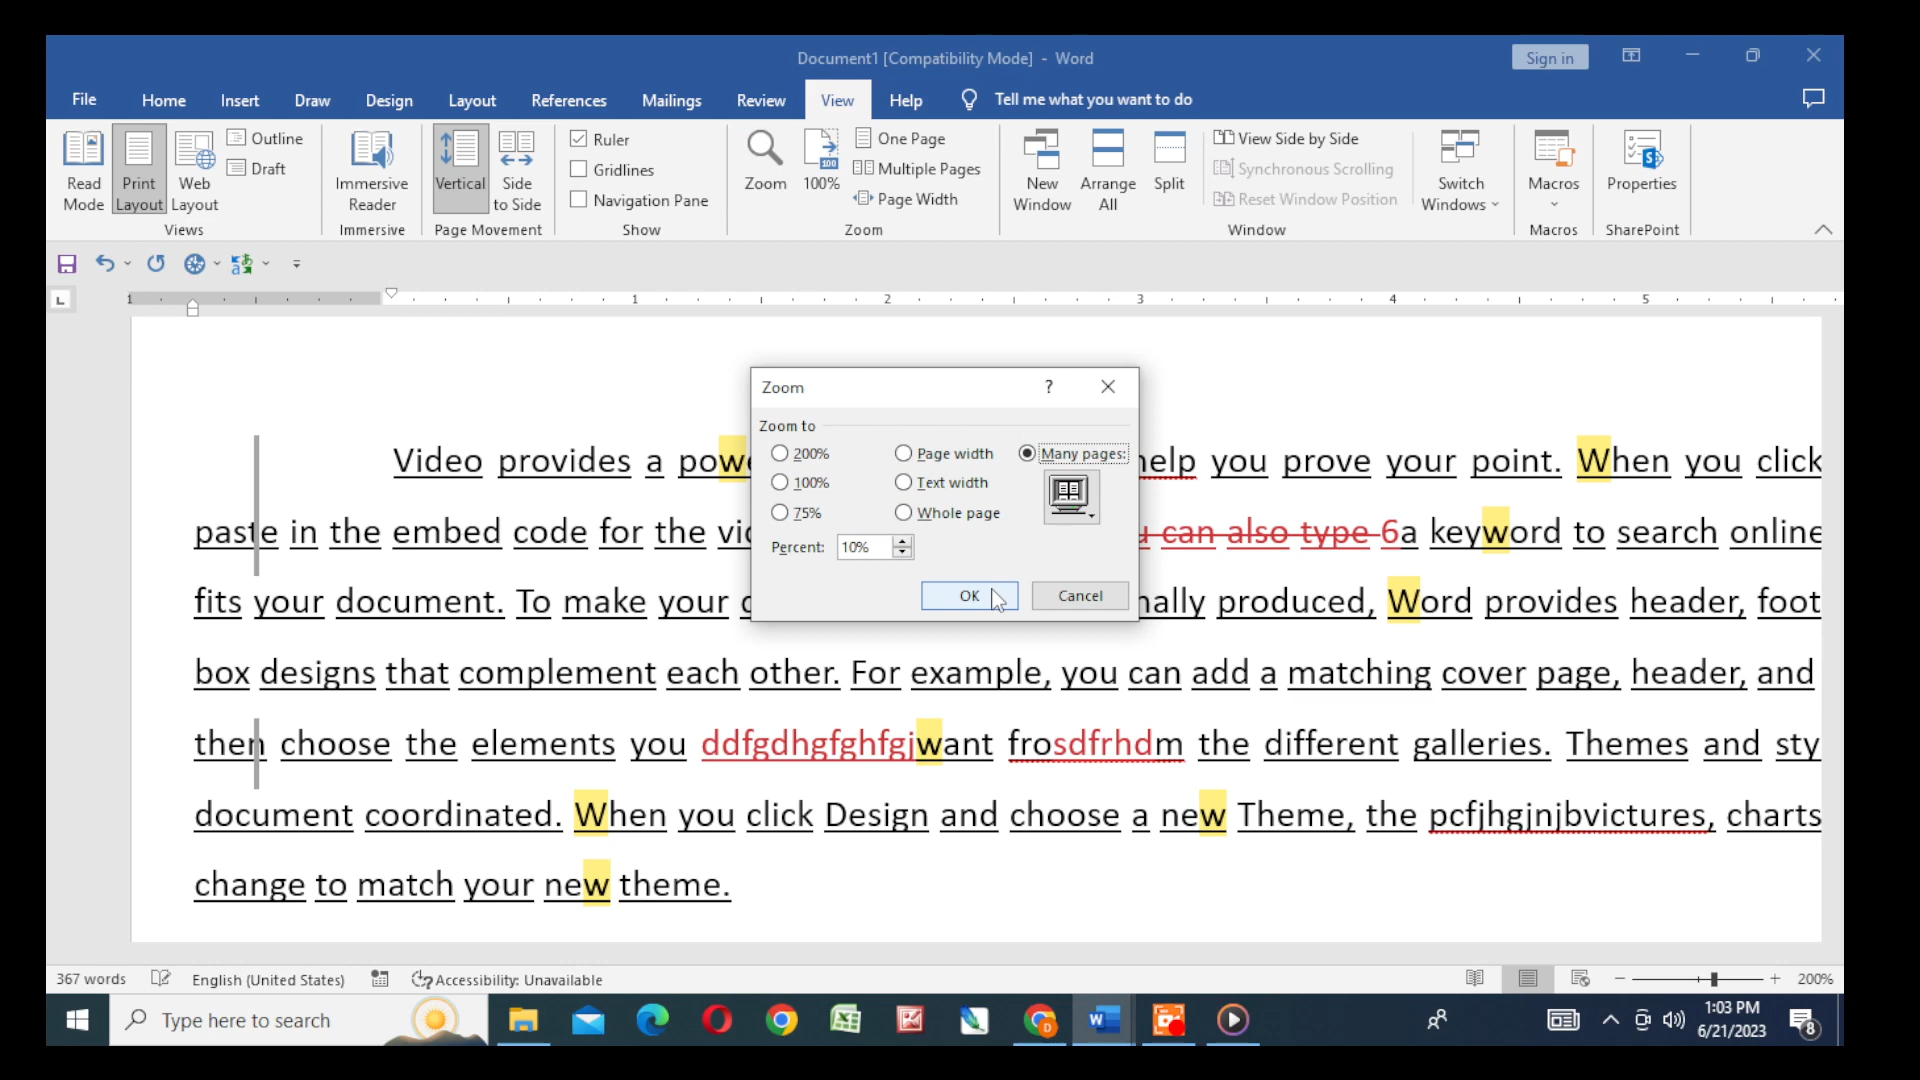 Document1 [Compatibility Mode] - Word
Sign in
File Home Insert Draw Design Layout References Mailings Review View Help Tell me what you want to do
Read Mode
Print Layout
Web Layout
Outline
Draft
Views
Immersive Reader
Immersive
Vertical
Side to Side
Page Movement
Ruler
Gridlines
Navigation Pane
Show
Zoom
100
100%
One Page
Multiple Pages
Page Width
Zoom
New Window
Arrange All
Split
View Side by Side
Synchronous Scrolling
Reset Window Position
Window
Switch Windows
Macros
Macros
Properties
SharePoint
L
1 1 2 3 4 5
Zoom ?
Zoom to
200% Page width Many pages:
100% Text width
75% Whole page
Percent: 10%
OK Cancel
Video provides a help you prove your point. When you click
paste in the embed code for the can also type 6a keyword to search online
fits your document. To make your produced, Word provides header, foot
box designs that complement each other. For example, you can add a matching cover page, header, and
then choose the elements you ddfgdhgfghfgjwant frosdfrhdm the different galleries. Themes and sty
document coordinated. When you click Design and choose a new Theme, the pcfjhgjnjbvictures, charts
change to match your new theme.
367 words English (United States) Accessibility: Unavailable 200%
Type here to search
1:03 PM
6/21/2023
8